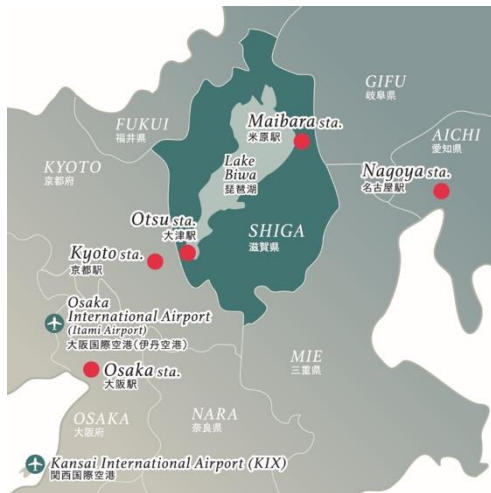 GIFU
岐阜県
Maibara sta.
米原駅
FUKUI
福井県
AICHI
愛知県
KYOTO
京都府
Lake
Biwa
琵琶湖
Nagoya sta.
名古屋駅
Otsu sta.
大津駅
SHIGA
滋賀県
Kyoto sta.
京都駅
Osaka
International Airport
(Itami Airport)
大阪国際空港(伊丹空港)
MIE
三重県
Osaka sta.
大阪駅
OSAKA
大阪府
NARA
奈良県
Kansai International Airport (KIX)
関西国際空港